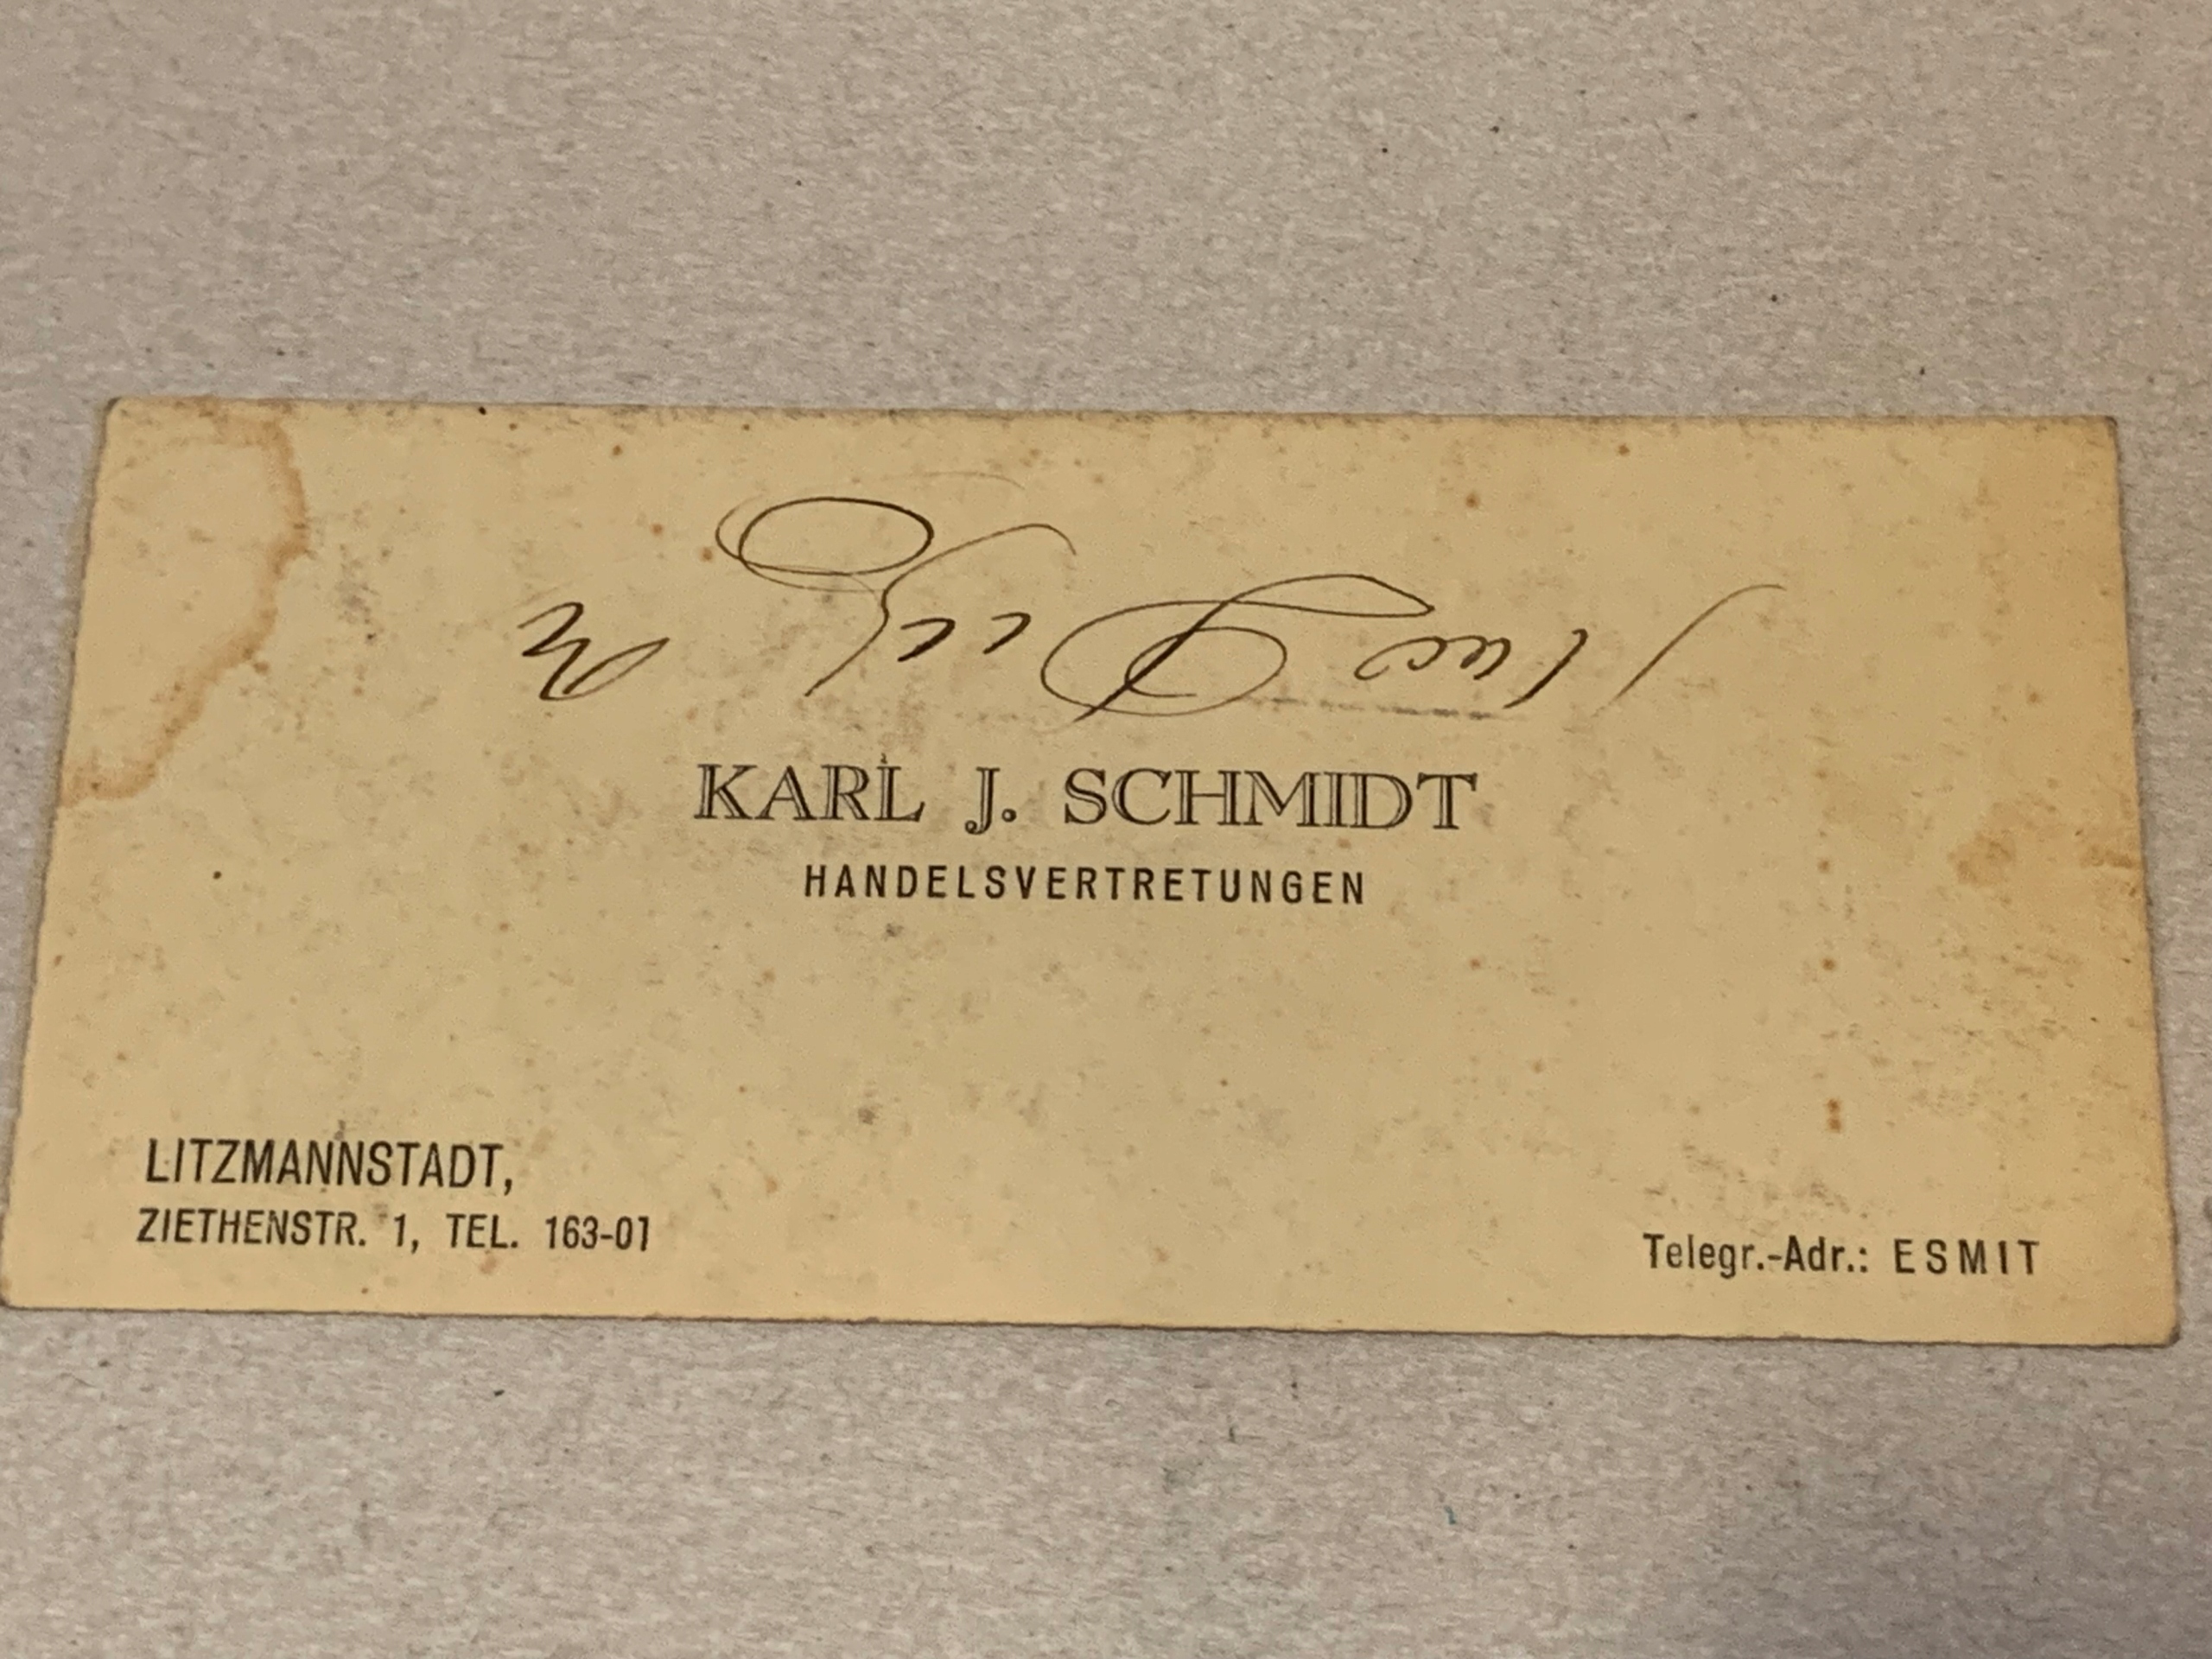 KARL J. SCHMIDT
HANDELSVERTRETUNGEN
LITZMANNSTADT,
ZIETHENSTR. 1, TEL. 163-01
Telegr.-Adr.: ESMIT